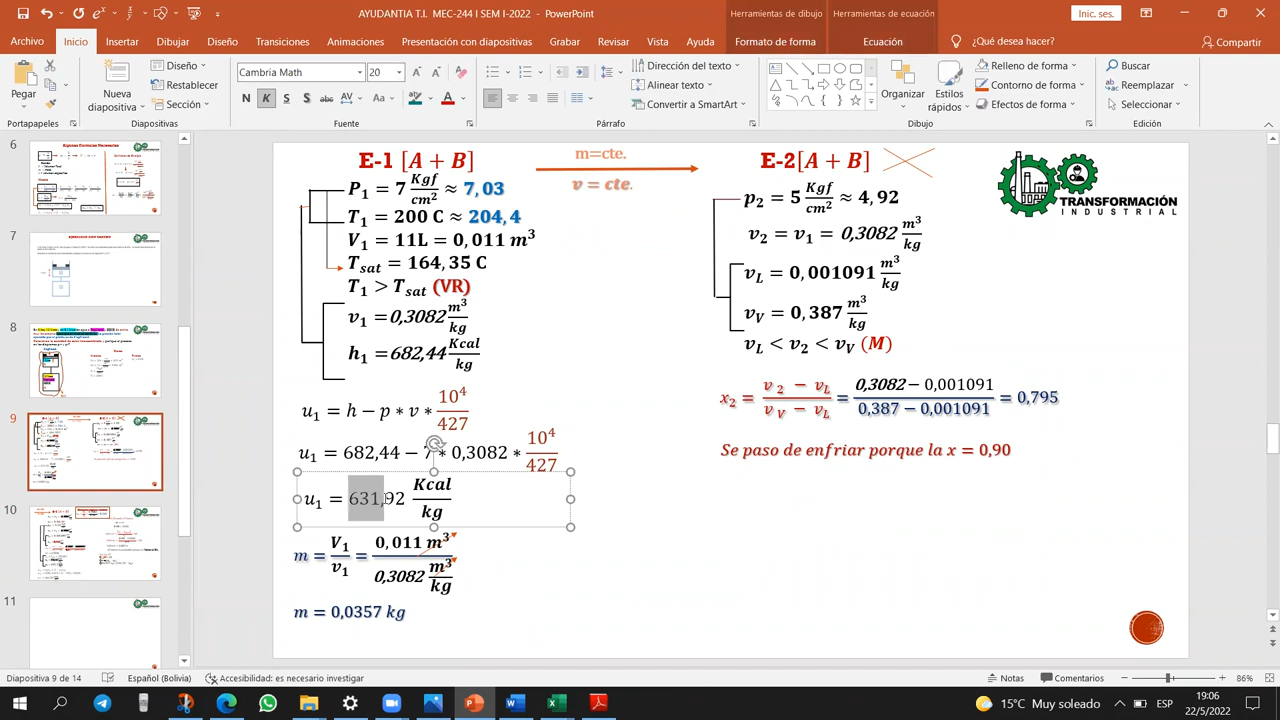 AYUDANTIA T.I. MEC-244 I SEM I-2022 - PowerPoint
Herramientas de dibujo
Herramientas de ecuación
Inic. ses.
Archivo
Inicio
Insertar
Dibujar
Diseño
Transiciones
Animaciones
Presentación con diapositivas
Grabar
Revisar
Vista
Ayuda
Formato de forma
Ecuación
¿Qué desea hacer?
Compartir
Pegar
Nueva diapositiva
Diseño
Restablecer
Sección
Cambria Math
20
N K S S abc AV Aa
Dirección del texto
Alinear texto
Convertir a SmartArt
Organizar
Estilos rápidos
Relleno de forma
Contorno de forma
Efectos de forma
Buscar
Reemplazar
Seleccionar
Portapapeles
Diapositivas
Fuente
Párrafo
Dibujo
Edición
6
7
8
9
10
11
E-1 [A + B]
m=cte.
v = cte.
E-2[A + B]
P₁ = 7 Kgf/cm² ≈ 7,03
T₁ = 200 C ≈ 204,4
V₁ = 11L = 0,011 m³
T_sat = 164,35 C
T₁ > T_sat (VR)
v₁ =0,3082 m³/kg
h₁ =682,44 Kcal/kg
u₁ = h − p ∗ v ∗ 10⁴/427
u₁ = 682,44 − 7 ∗ 0,3082 ∗ 10⁴/427
u₁ = 631,92 Kcal/kg
m = V₁/v₁ = 0,011 m³ / 0,3082 m³/kg
m = 0,0357 kg
p₂ = 5 Kgf/cm² ≈ 4,92
v₂ = v₁ = 0,3082 m³/kg
v_L = 0,001091 m³/kg
v_V = 0,387 m³/kg
v_L < v₂ < v_V (M)
x₂ = (v₂ − v_L)/(v_V − v_L) = (0,3082 − 0,001091)/(0,387 − 0,001091) = 0,795
Se paso de enfriar porque la x = 0,90
TRANSFORMACIÓN
INDUSTRIAL
Diapositiva 9 de 14
Español (Bolivia)
Accesibilidad: es necesario investigar
Notas
Comentarios
86%
15°C Muy soleado
19:06
22/5/2022